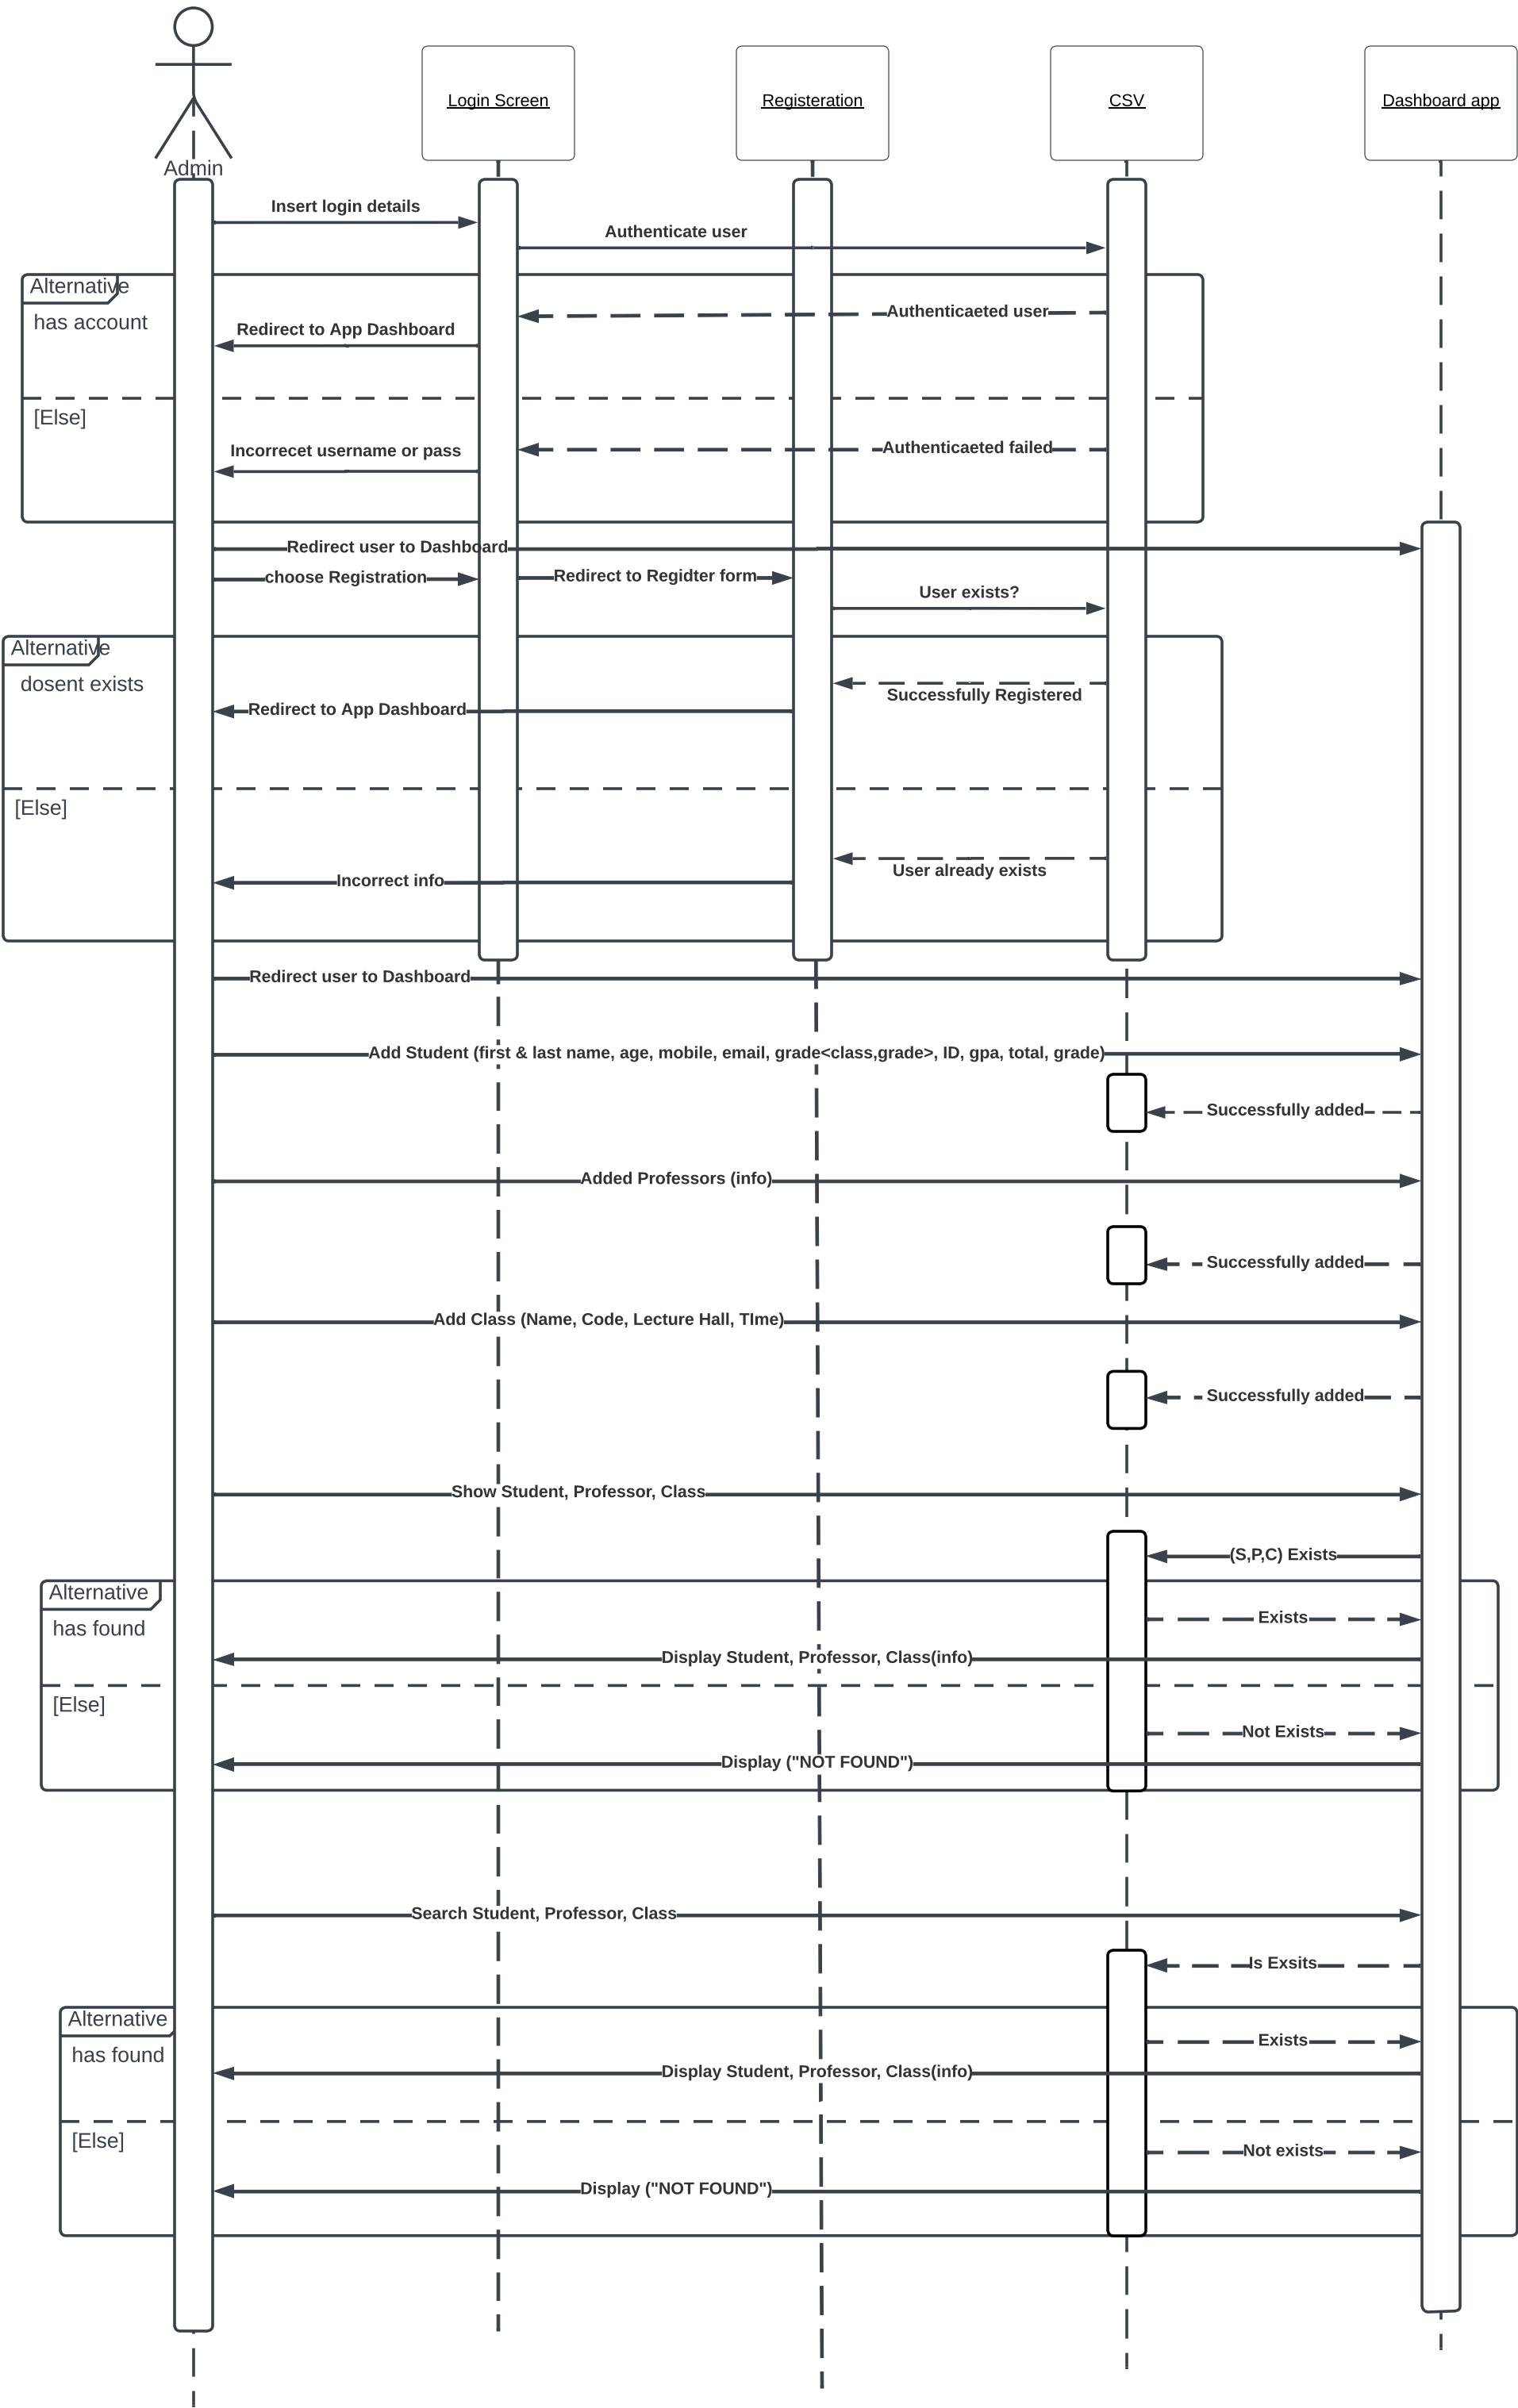 Admin
Login Screen
Registeration
CSV
Dashboard app
Insert login details
Authenticate user
Alternative
has account
Authenticaeted user
Redirect to App Dashboard
[Else]
Authenticaeted failed
Incorrecet username or pass
Redirect user to Dashboard
choose Registration
Redirect to Regidter form
User exists?
Alternative
dosent exists
Successfully Registered
Redirect to App Dashboard
[Else]
User already exists
Incorrect info
Redirect user to Dashboard
Add Student (first & last name, age, mobile, email, grade<class,grade>, ID, gpa, total, grade)
Successfully added
Added Professors (info)
Successfully added
Add Class (Name, Code, Lecture Hall, TIme)
Successfully added
Show Student, Professor, Class
(S,P,C) Exists
Alternative
has found
Exists
Display Student, Professor, Class(info)
[Else]
Not Exists
Display ("NOT FOUND")
Search Student, Professor, Class
Is Exsits
Alternative
has found
Exists
Display Student, Professor, Class(info)
[Else]
Not exists
Display ("NOT FOUND")